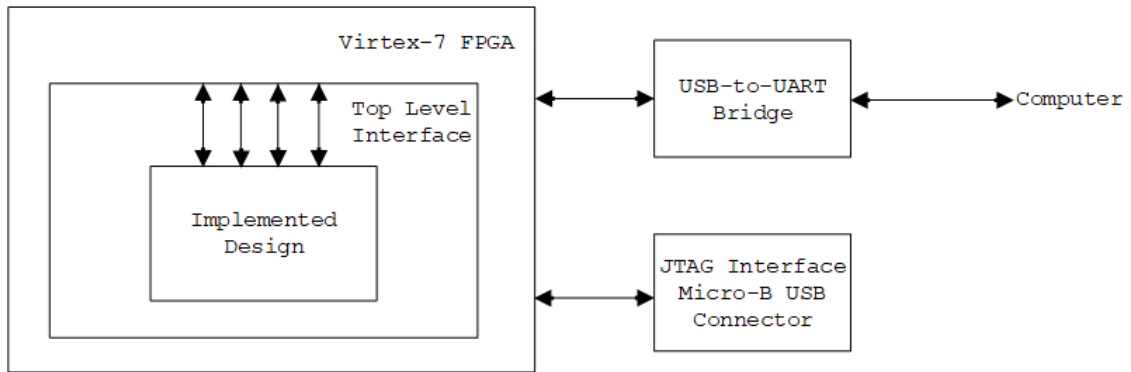 Virtex-7 FPGA
Top Level
Interface
Implemented
Design
USB-to-UART
Bridge
Computer
JTAG Interface
Micro-B USB
Connector